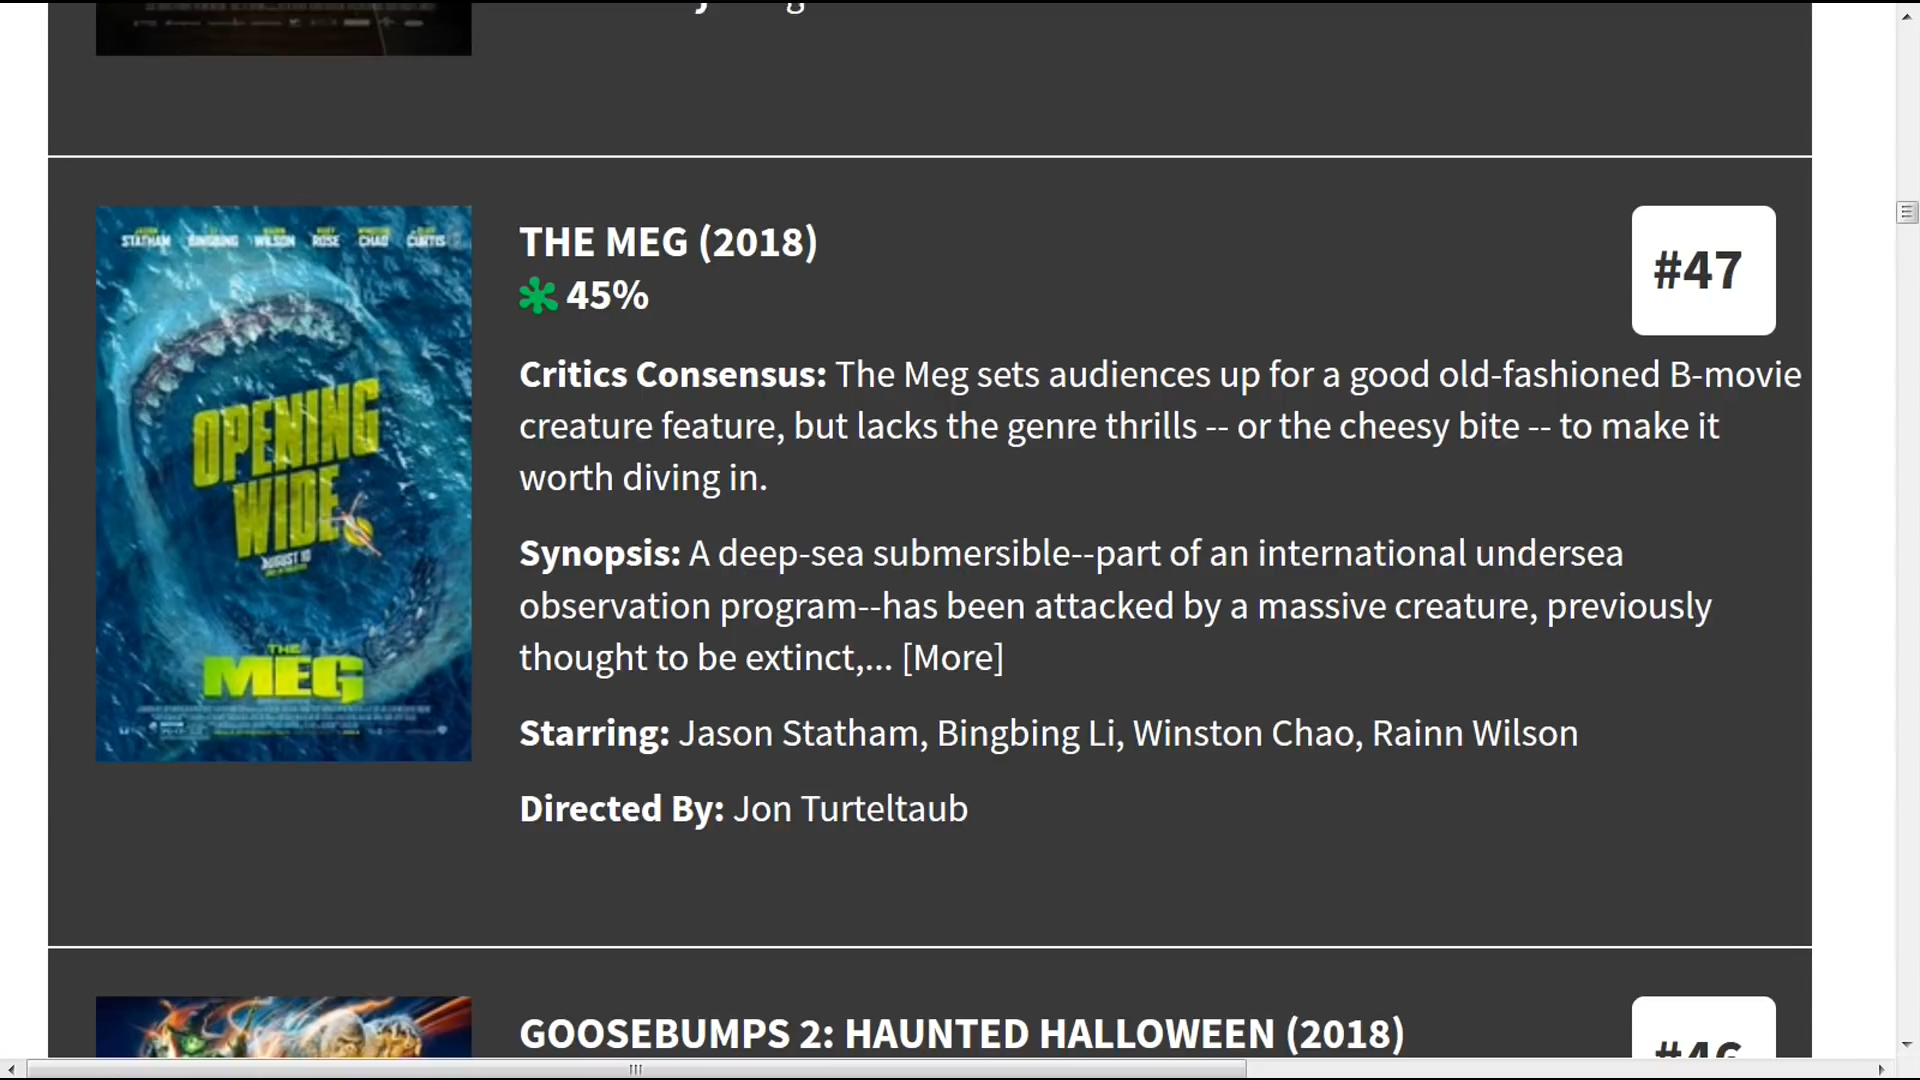 THE MEG (2018)
45%
#47
Critics Consensus: The Meg sets audiences up for a good old-fashioned B-movie
creature feature, but lacks the genre thrills -- or the cheesy bite -- to make it
worth diving in.
Synopsis: A deep-sea submersible--part of an international undersea
observation program--has been attacked by a massive creature, previously
thought to be extinct,... [More]
Starring: Jason Statham, Bingbing Li, Winston Chao, Rainn Wilson
Directed By: Jon Turteltaub
STATHAM BINGBING WILSON ROSE CHAO CURTIS
OPENING
WIDE
AUGUST 10
THE
MEG
GOOSEBUMPS 2: HAUNTED HALLOWEEN (2018)
#46